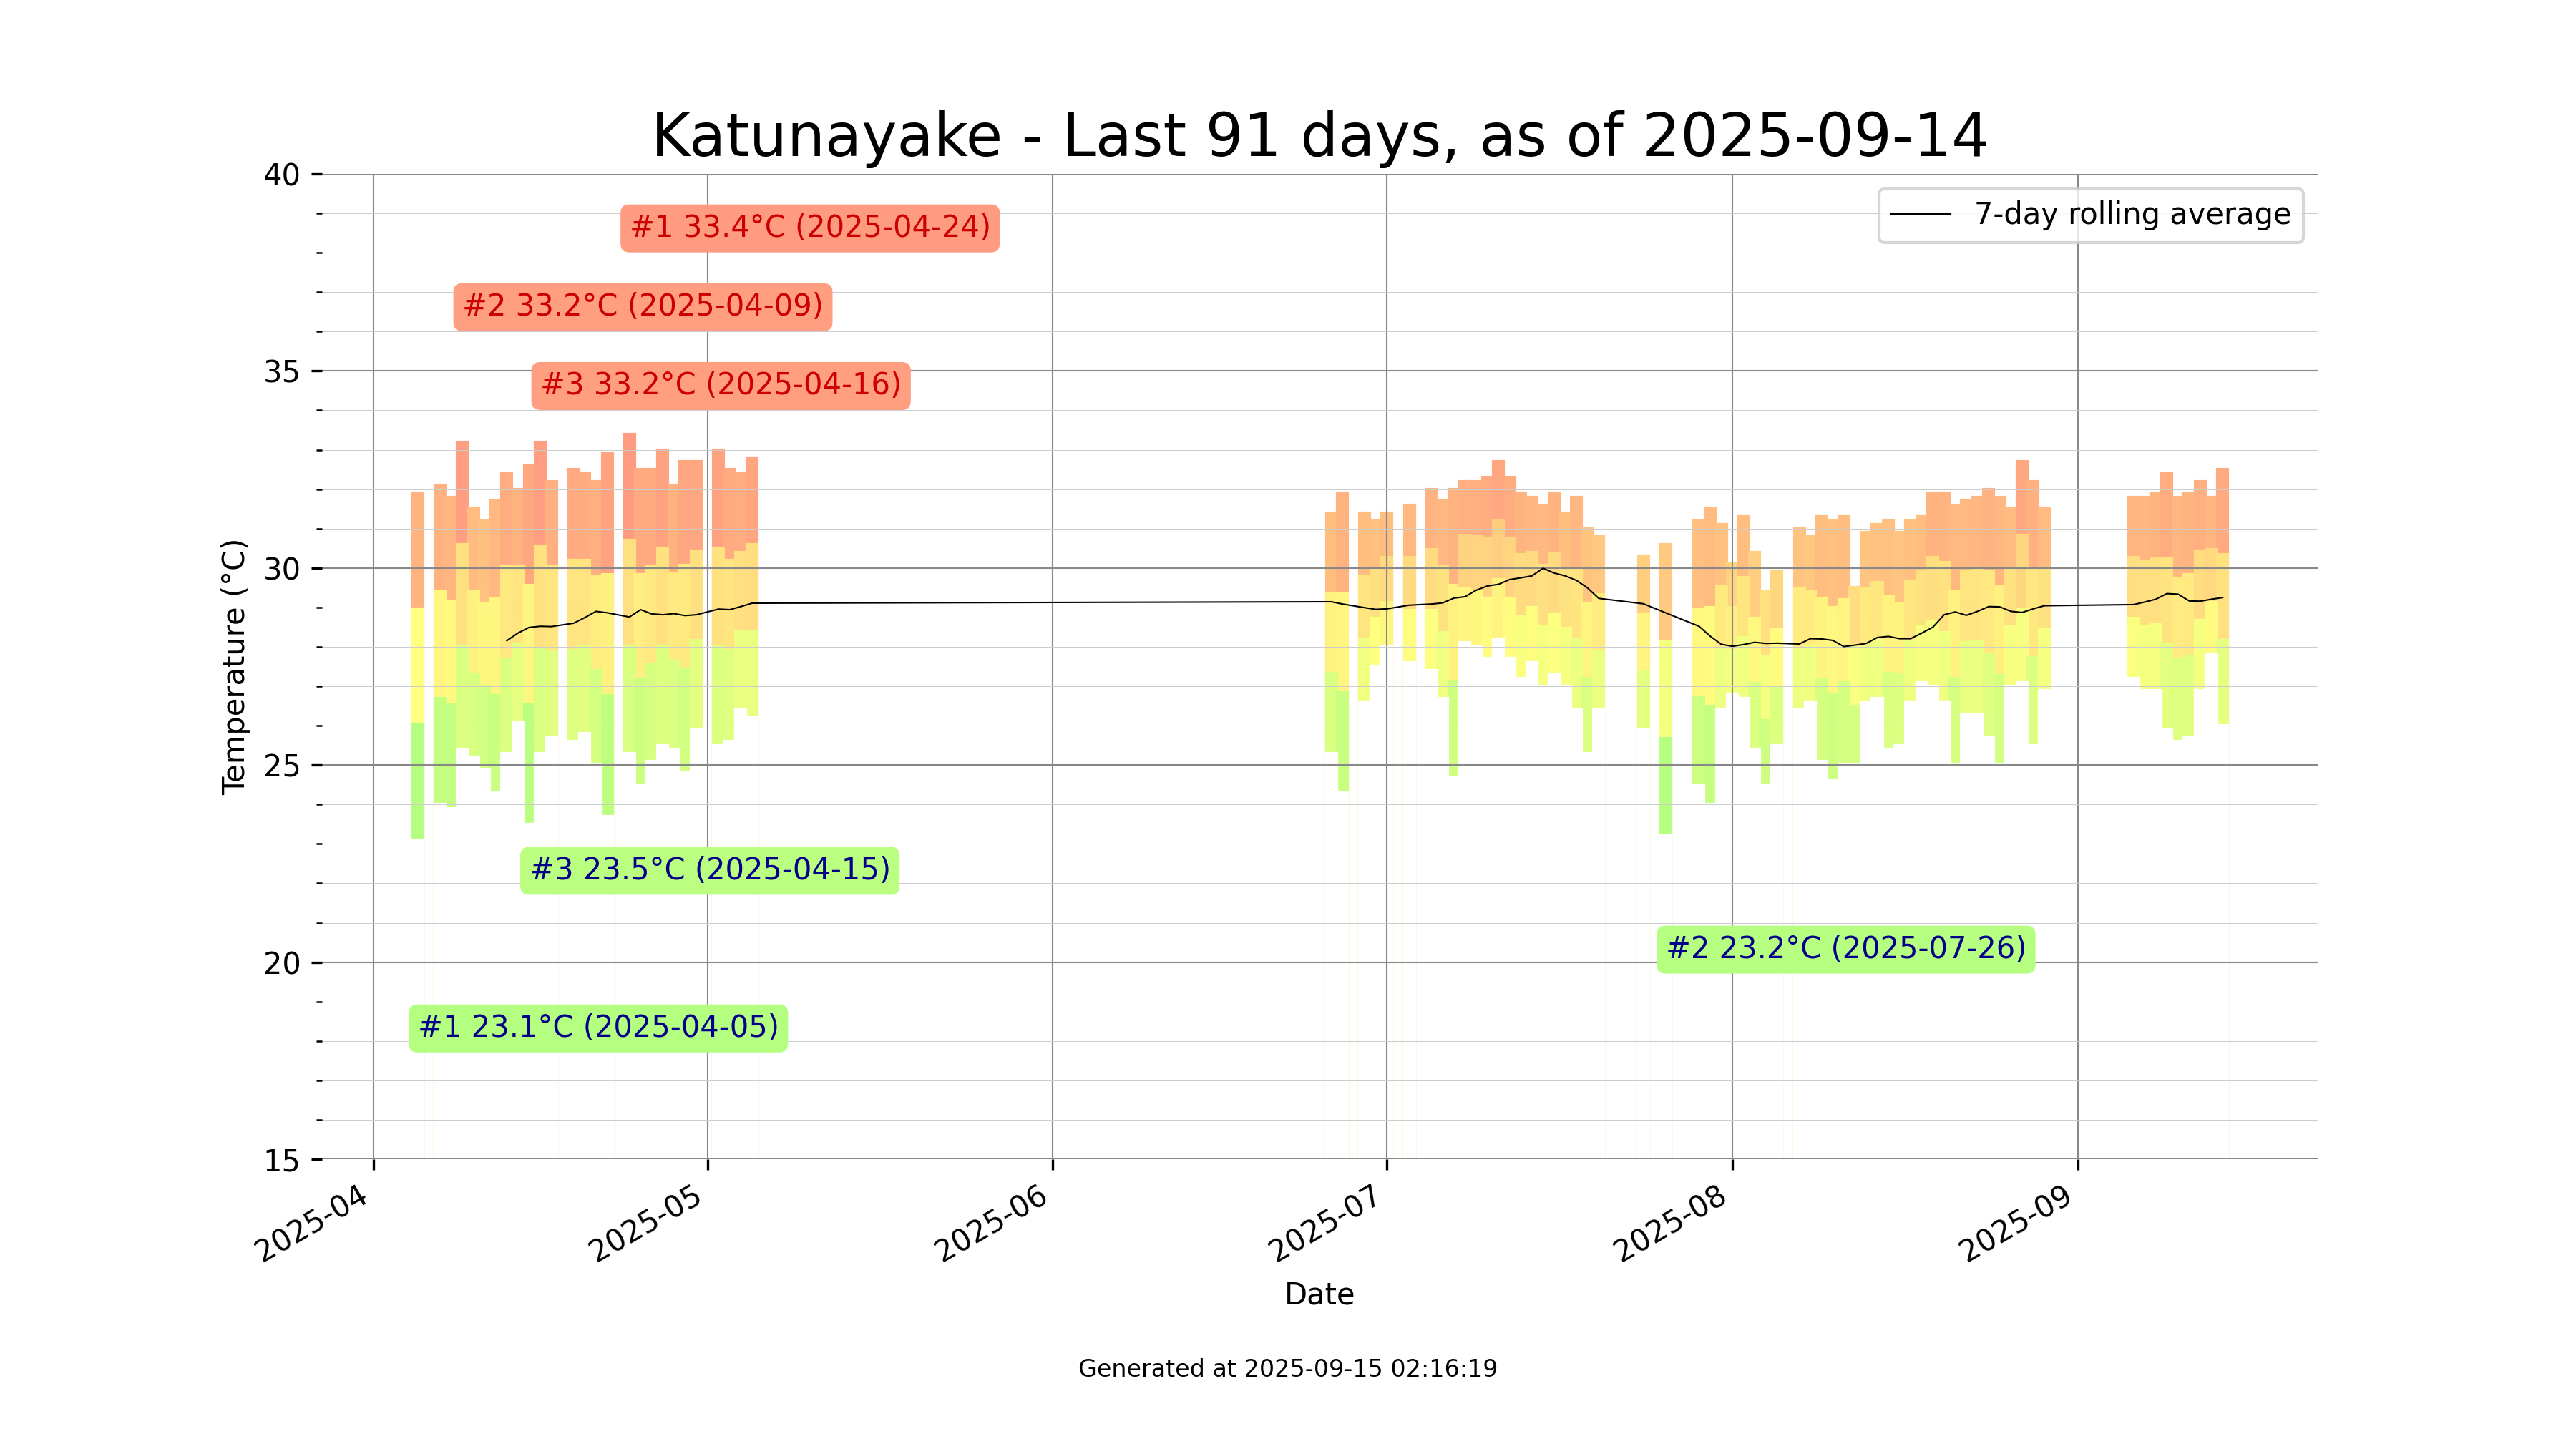 Katunayake - Last 91 days, as of 2025-09-14
40
7-day rolling average
#1 33.4°C (2025-04-24)
#2 33.2°C (2025-04-09)
35
#3 33.2°C (2025-04-16)
30
Temperature (°C)
25
#3 23.5°C (2025-04-15)
#2 23.2°C (2025-07-26)
20
#1 23.1°C (2025-04-05)
15
2025-04
2025-05
2025-06
2025-07
2025-08
2025-09
Date
Generated at 2025-09-15 02:16:19